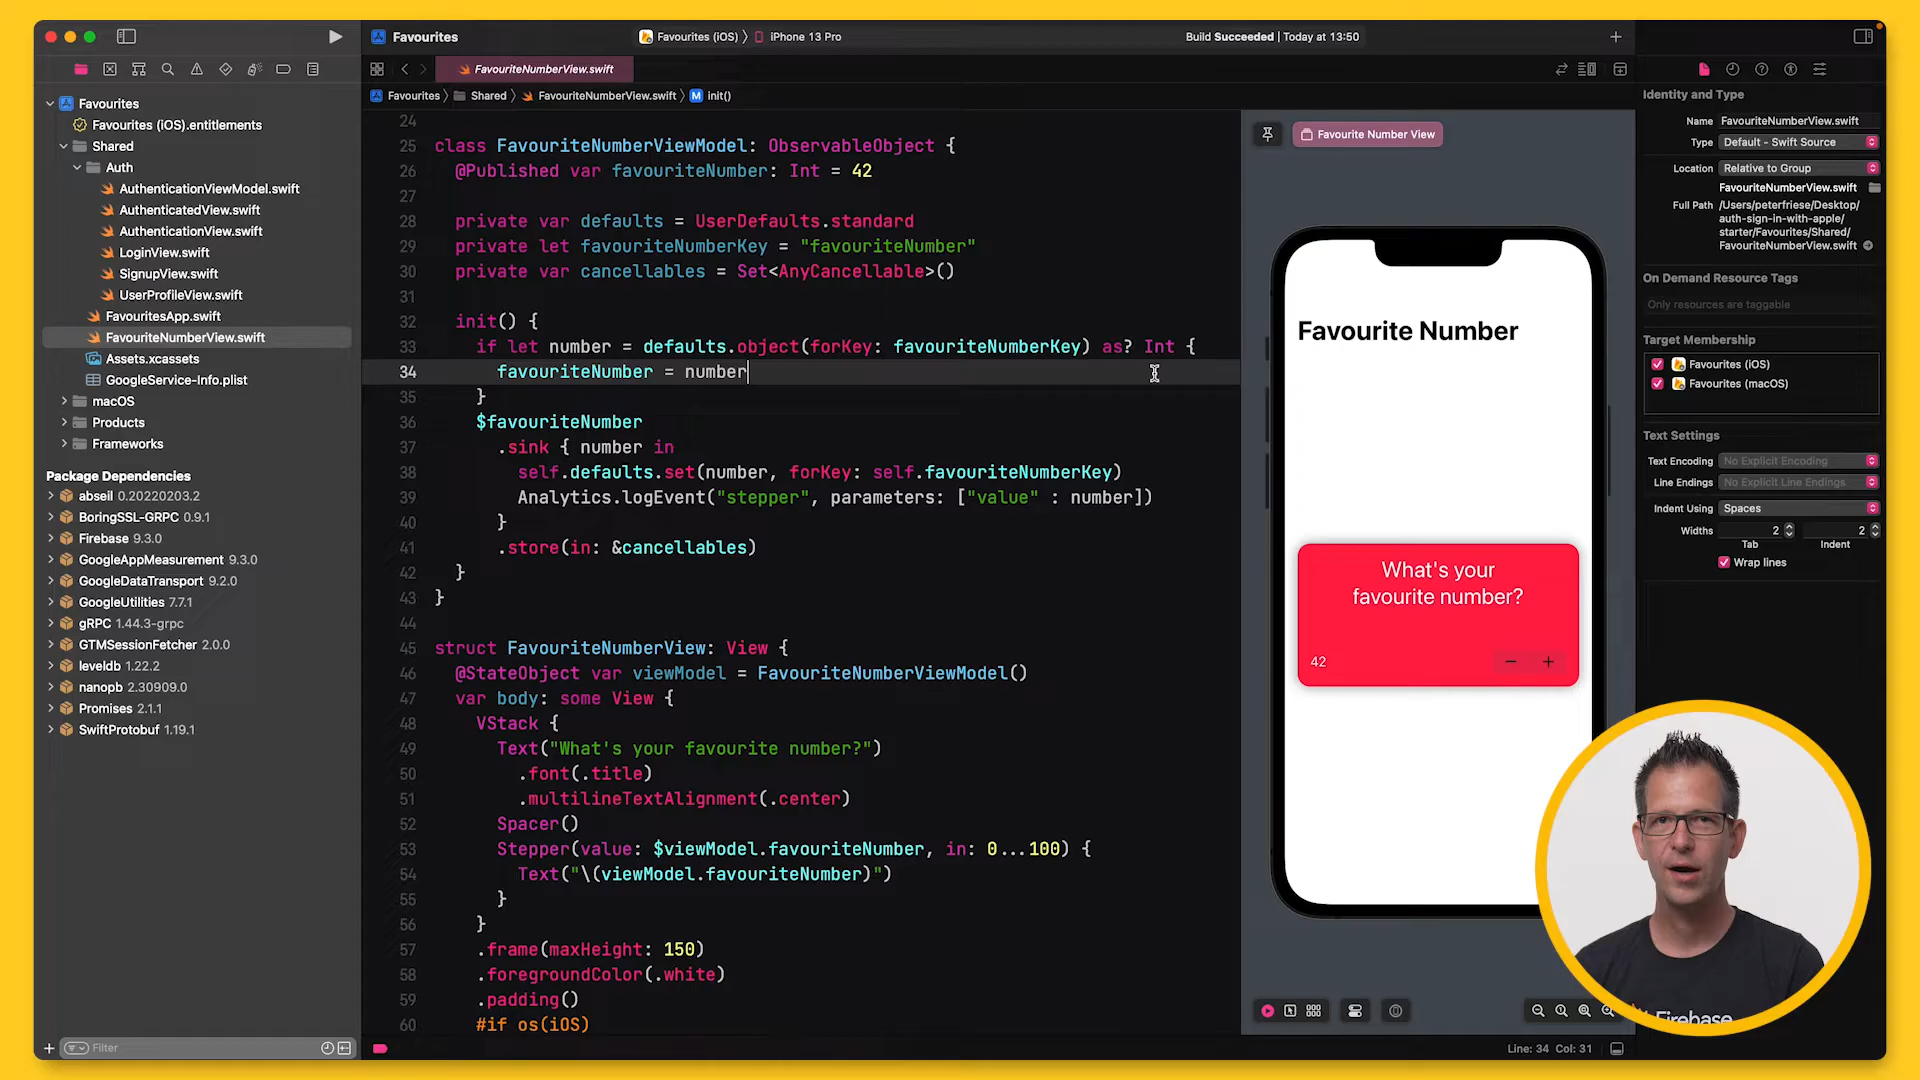 Favourites
Favourites (iOS) 〉 iPhone 13 Pro
Build Succeeded | Today at 13:50
FavouriteNumberView.swift
Favourites 〉 Shared 〉 FavouriteNumberView.swift 〉 M init()
Favourites
Favourites (iOS).entitlements
Shared
Auth
AuthenticationViewModel.swift
AuthenticatedView.swift
AuthenticationView.swift
LoginView.swift
SignupView.swift
UserProfileView.swift
FavouritesApp.swift
FavouriteNumberView.swift
Assets.xcassets
GoogleService-Info.plist
macOS
Products
Frameworks
Package Dependencies
abseil 0.20220203.2
BoringSSL-GRPC 0.9.1
Firebase 9.3.0
GoogleAppMeasurement 9.3.0
GoogleDataTransport 9.2.0
GoogleUtilities 7.7.1
gRPC 1.44.3-grpc
GTMSessionFetcher 2.0.0
leveldb 1.22.2
nanopb 2.30909.0
Promises 2.1.1
SwiftProtobuf 1.19.1
Filter
24
25 class FavouriteNumberViewModel: ObservableObject {
26 @Published var favouriteNumber: Int = 42
27
28 private var defaults = UserDefaults.standard
29 private let favouriteNumberKey = "favouriteNumber"
30 private var cancellables = Set<AnyCancellable>()
31
32 init() {
33 if let number = defaults.object(forKey: favouriteNumberKey) as? Int {
34 favouriteNumber = number
35 }
36 $favouriteNumber
37 .sink { number in
38 self.defaults.set(number, forKey: self.favouriteNumberKey)
39 Analytics.logEvent("stepper", parameters: ["value" : number])
40 }
41 .store(in: &cancellables)
42 }
43 }
44
45 struct FavouriteNumberView: View {
46 @StateObject var viewModel = FavouriteNumberViewModel()
47 var body: some View {
48 VStack {
49 Text("What's your favourite number?")
50 .font(.title)
51 .multilineTextAlignment(.center)
52 Spacer()
53 Stepper(value: $viewModel.favouriteNumber, in: 0...100) {
54 Text("\(viewModel.favouriteNumber)")
55 }
56 }
57 .frame(maxHeight: 150)
58 .foregroundColor(.white)
59 .padding()
60 #if os(iOS)
Favourite Number View
Favourite Number
What's your
favourite number?
42 − +
Identity and Type
Name FavouriteNumberView.swift
Type Default - Swift Source
Location Relative to Group
FavouriteNumberView.swift
Full Path /Users/peterfriese/Desktop/
auth-sign-in-with-apple/
starter/Favourites/Shared/
FavouriteNumberView.swift
On Demand Resource Tags
Only resources are taggable
Target Membership
Favourites (iOS)
Favourites (macOS)
Text Settings
Text Encoding No Explicit Encoding
Line Endings No Explicit Line Endings
Indent Using Spaces
Widths 2 2
Tab Indent
Wrap lines
Firebase
Line: 34 Col: 31